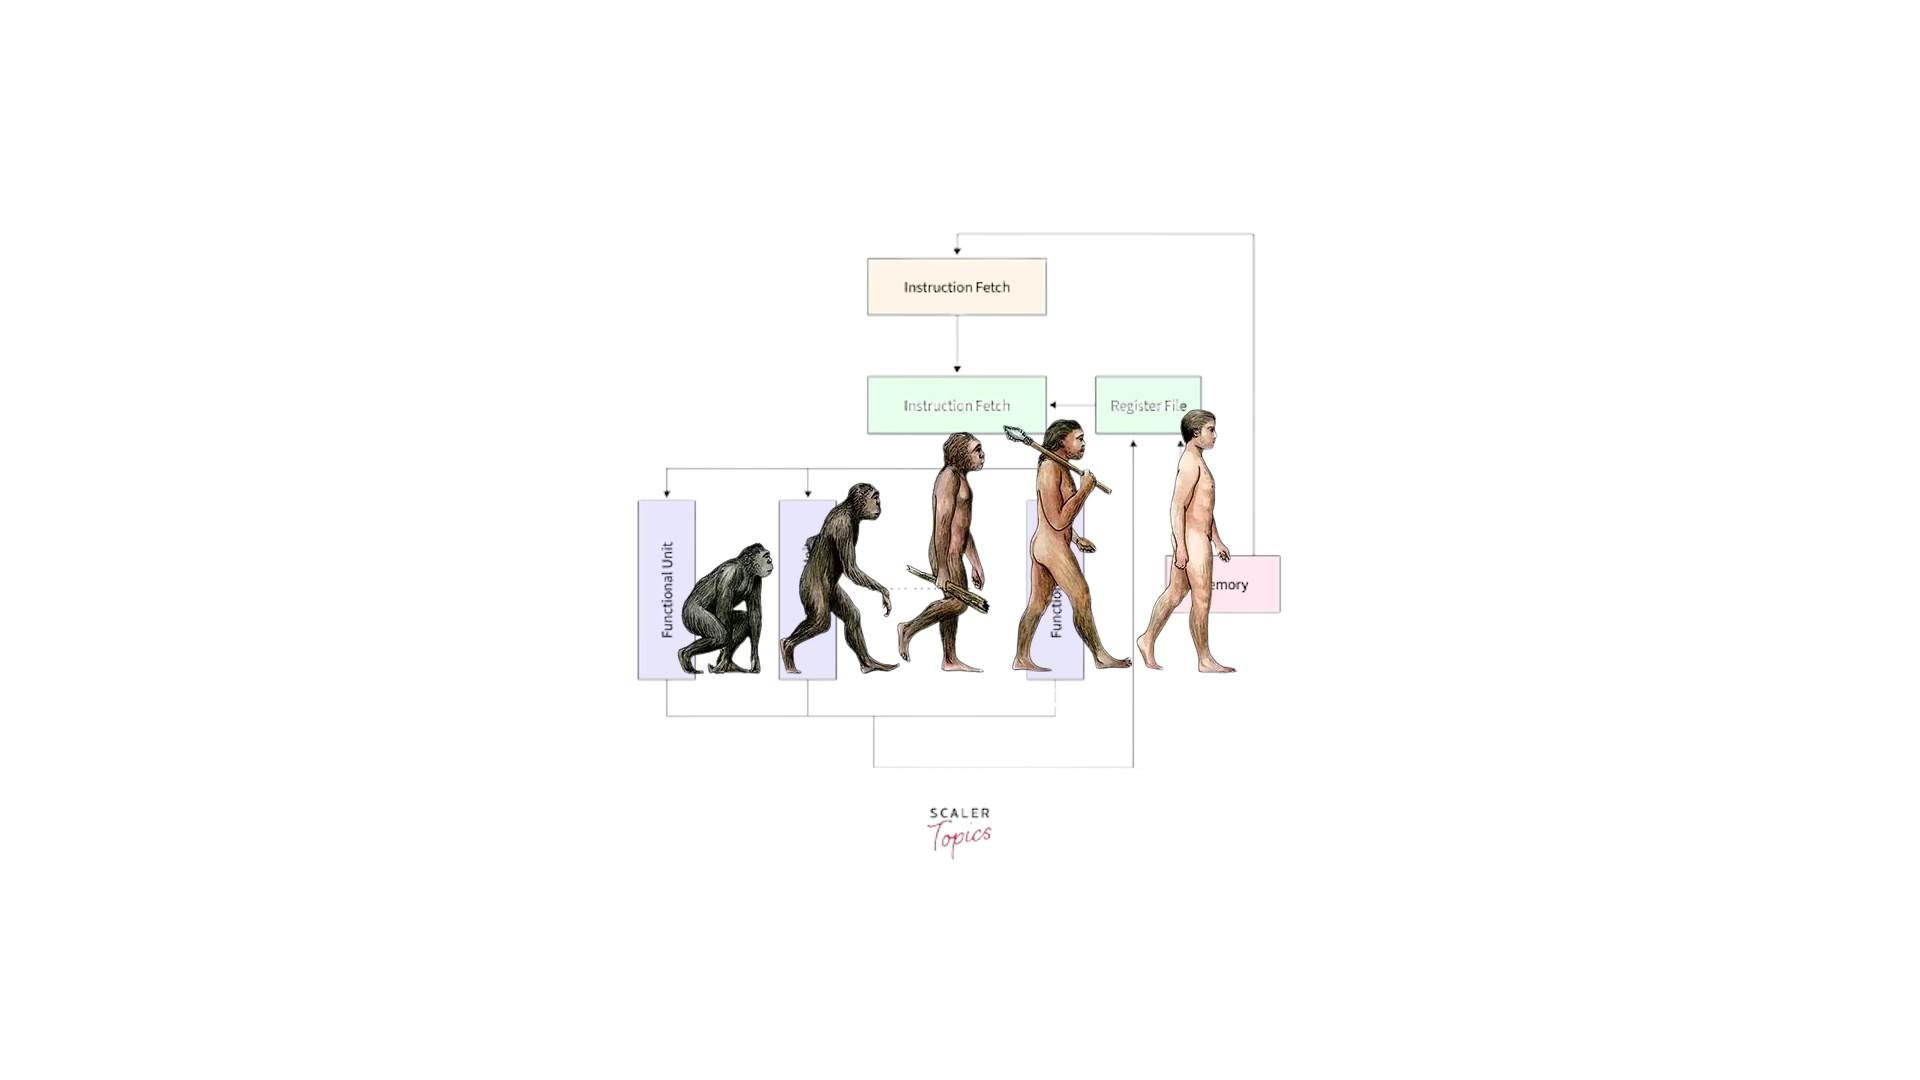 Instruction Fetch
Instruction Fetch
Register File
Functional Unit
SCALER
Topics